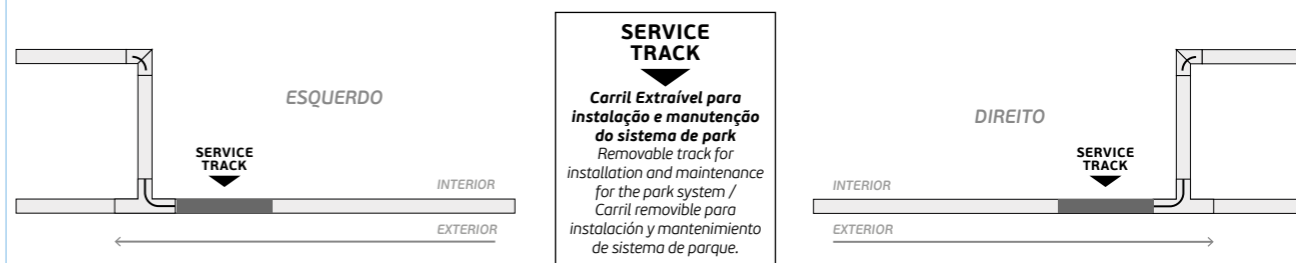 ESQUERDO
SERVICE
TRACK
INTERIOR
EXTERIOR
SERVICE
TRACK
Carril Extraível para
instalação e manutenção
do sistema de park
Removable track for
installation and maintenance
for the park system /
Carril removible para
instalación y mantenimiento
de sistema de parque.
DIREITO
SERVICE
TRACK
INTERIOR
EXTERIOR